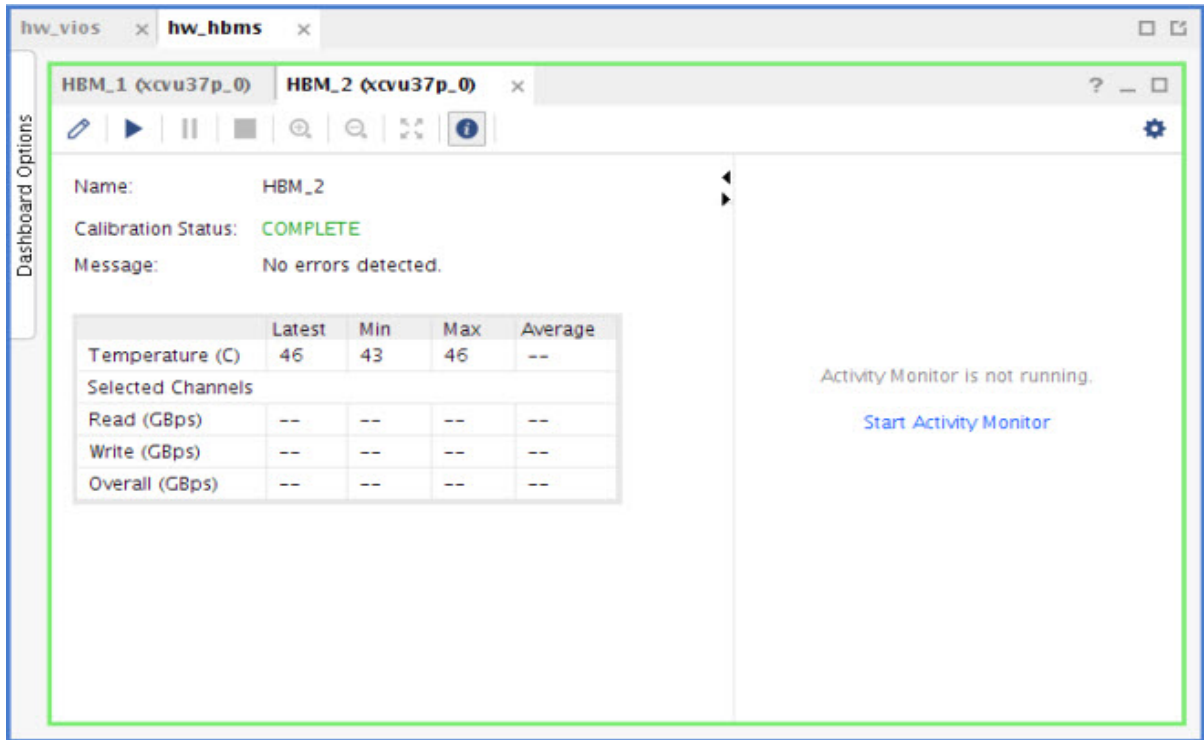 hw_vios × hw_hbms ×
Dashboard Options
HBM_1 (xcvu37p_0) HBM_2 (xcvu37p_0) × ?
Name: HBM_2
Calibration Status: COMPLETE
Message: No errors detected.
Latest Min Max Average
Temperature (C) 46 43 46 --
Selected Channels
Read (GBps) -- -- -- --
Write (GBps) -- -- -- --
Overall (GBps) -- -- -- --
Activity Monitor is not running.
Start Activity Monitor